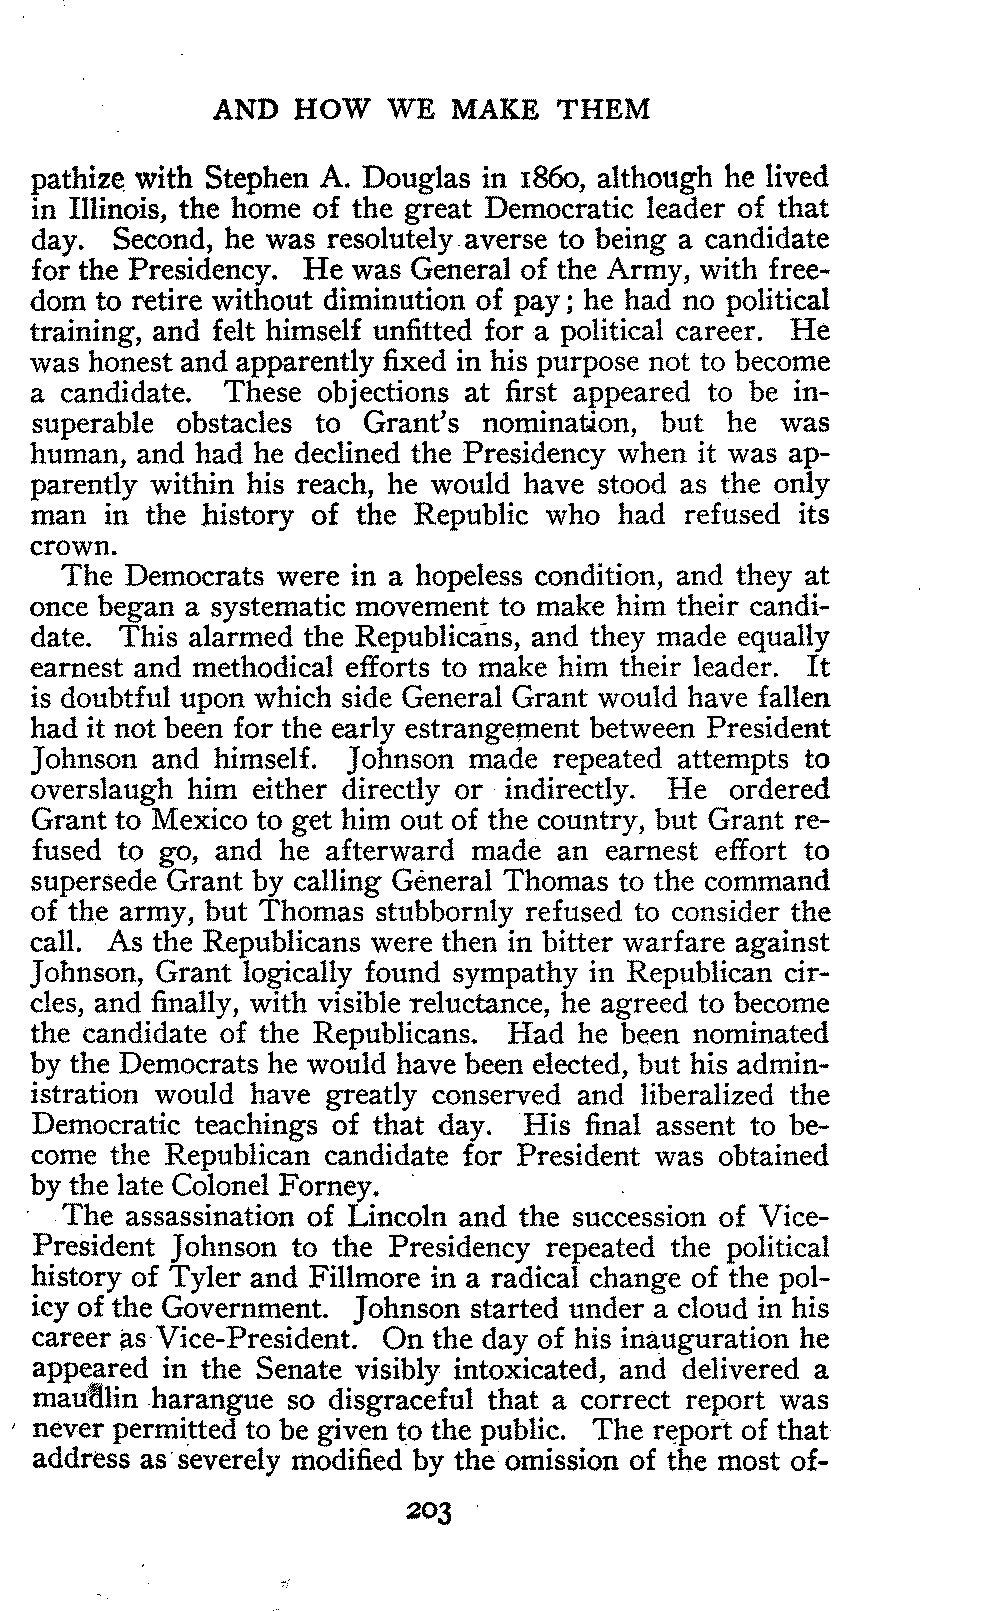 AND HOW WE MAKE THEM
pathize with Stephen A. Douglas in 1860, although he lived
in Illinois, the home of the great Democratic leader of that
day. Second, he was resolutely averse to being a candidate
for the Presidency. He was General of the Army, with free-
dom to retire without diminution of pay; he had no political
training, and felt himself unfitted for a political career. He
was honest and apparently fixed in his purpose not to become
a candidate. These objections at first appeared to be in-
superable obstacles to Grant's nomination, but he was
human, and had he declined the Presidency when it was ap-
parently within his reach, he would have stood as the only
man in the history of the Republic who had refused its
crown.
The Democrats were in a hopeless condition, and they at
once began a systematic movement to make him their candi-
date. This alarmed the Republicans, and they made equally
earnest and methodical efforts to make him their leader. It
is doubtful upon which side General Grant would have fallen
had it not been for the early estrangement between President
Johnson and himself. Johnson made repeated attempts to
overslaugh him either directly or indirectly. He ordered
Grant to Mexico to get him out of the country, but Grant re-
fused to go, and he afterward made an earnest effort to
supersede Grant by calling General Thomas to the command
of the army, but Thomas stubbornly refused to consider the
call. As the Republicans were then in bitter warfare against
Johnson, Grant logically found sympathy in Republican cir-
cles, and finally, with visible reluctance, he agreed to become
the candidate of the Republicans. Had he been nominated
by the Democrats he would have been elected, but his admin-
istration would have greatly conserved and liberalized the
Democratic teachings of that day. His final assent to be-
come the Republican candidate for President was obtained
by the late Colonel Forney.
The assassination of Lincoln and the succession of Vice-
President Johnson to the Presidency repeated the political
history of Tyler and Fillmore in a radical change of the pol-
icy of the Government. Johnson started under a cloud in his
career as Vice-President. On the day of his inauguration he
appeared in the Senate visibly intoxicated, and delivered a
maudlin harangue so disgraceful that a correct report was
never permitted to be given to the public. The report of that
address as severely modified by the omission of the most of-
203